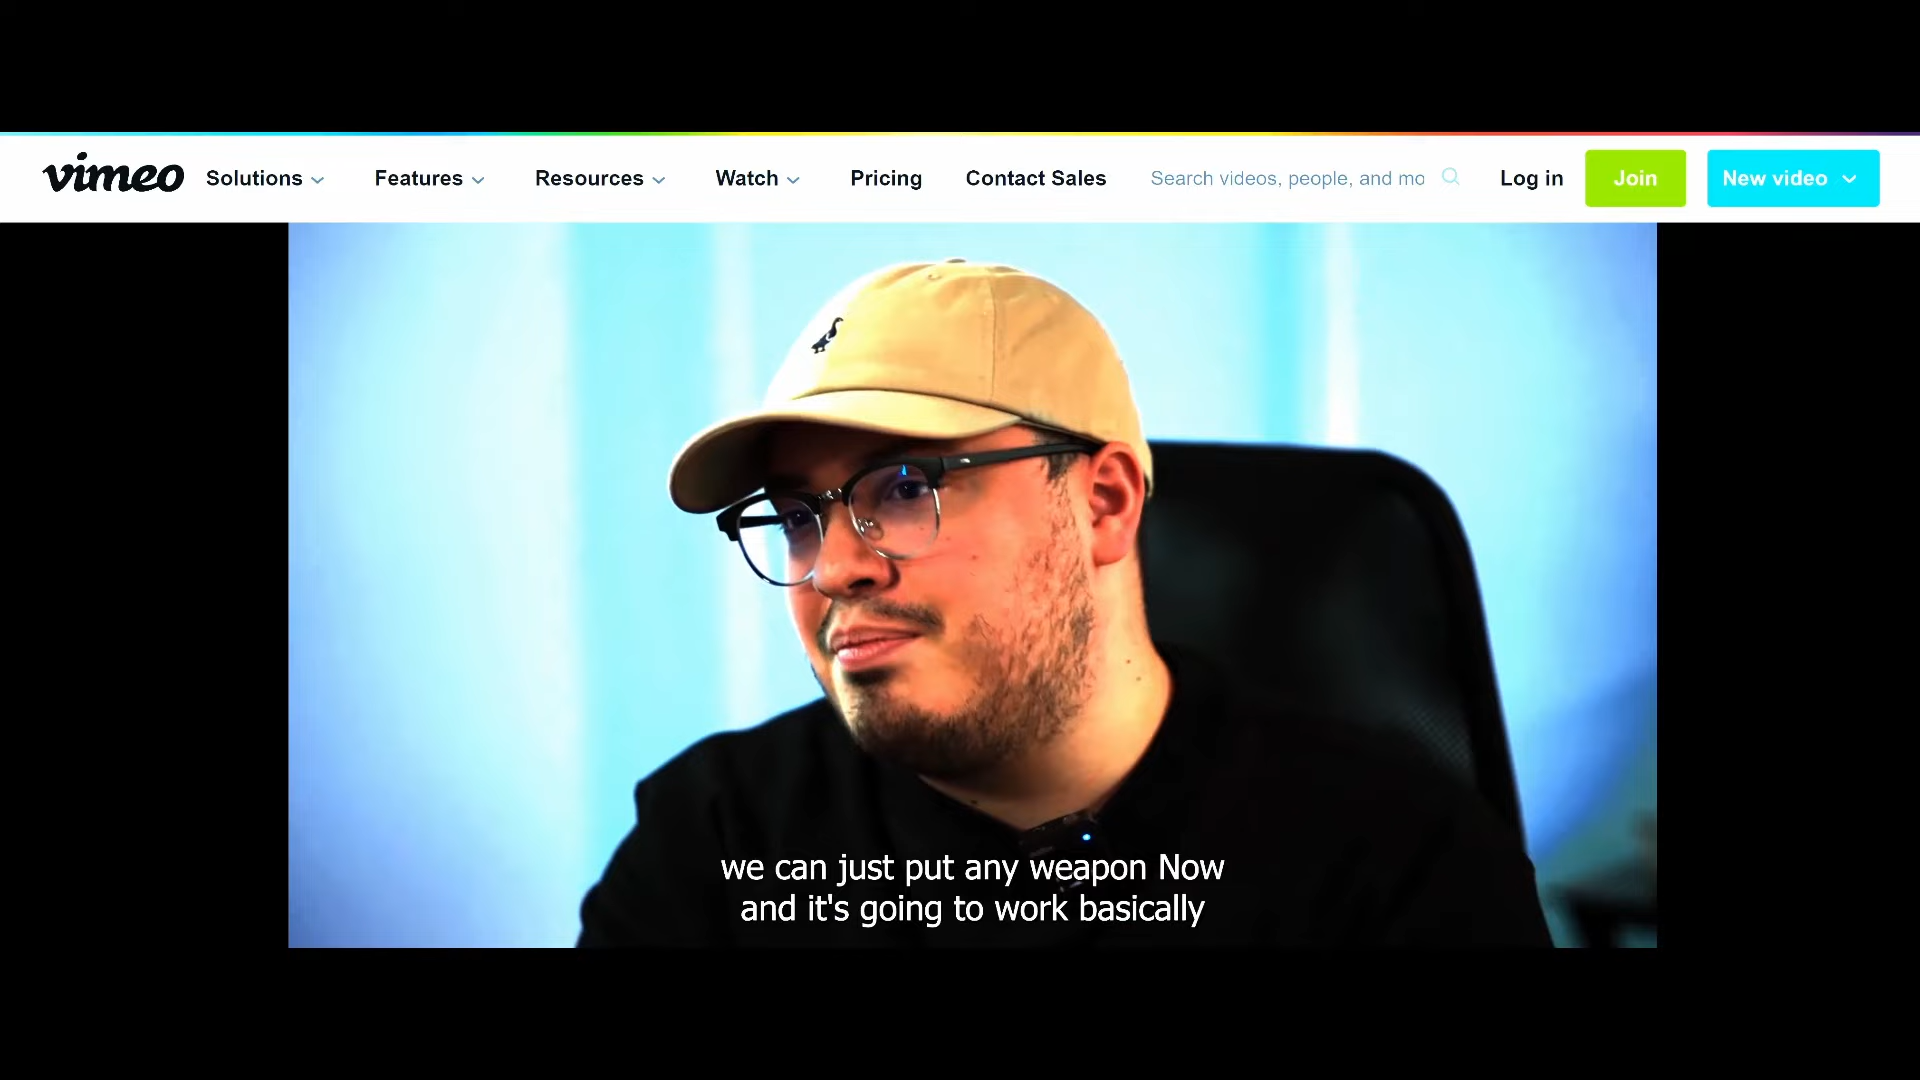 vimeo Solutions Features Resources Watch Pricing Contact Sales Search videos, people, and mo Log in Join New video
we can just put any weapon Now
and it's going to work basically